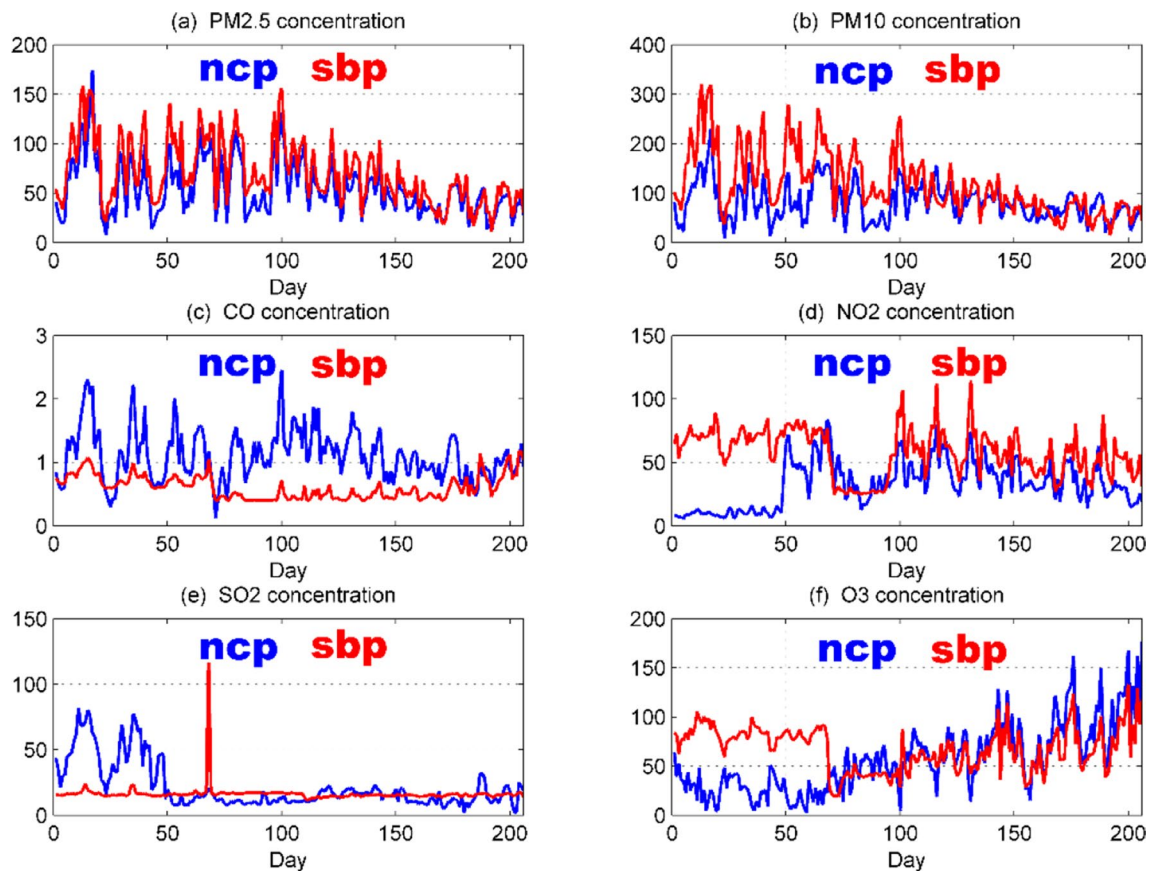 (a) PM2.5 concentration
200
150
100
50
0
ncp sbp
0 50 100 150 200
Day
(b) PM10 concentration
400
300
200
100
0
ncp sbp
0 50 100 150 200
Day
(c) CO concentration
3
2
1
0
ncp sbp
0 50 100 150 200
Day
(d) NO2 concentration
150
100
50
0
ncp sbp
0 50 100 150 200
Day
(e) SO2 concentration
150
100
50
0
ncp sbp
0 50 100 150 200
Day
(f) O3 concentration
200
150
100
50
0
ncp sbp
0 50 100 150 200
Day